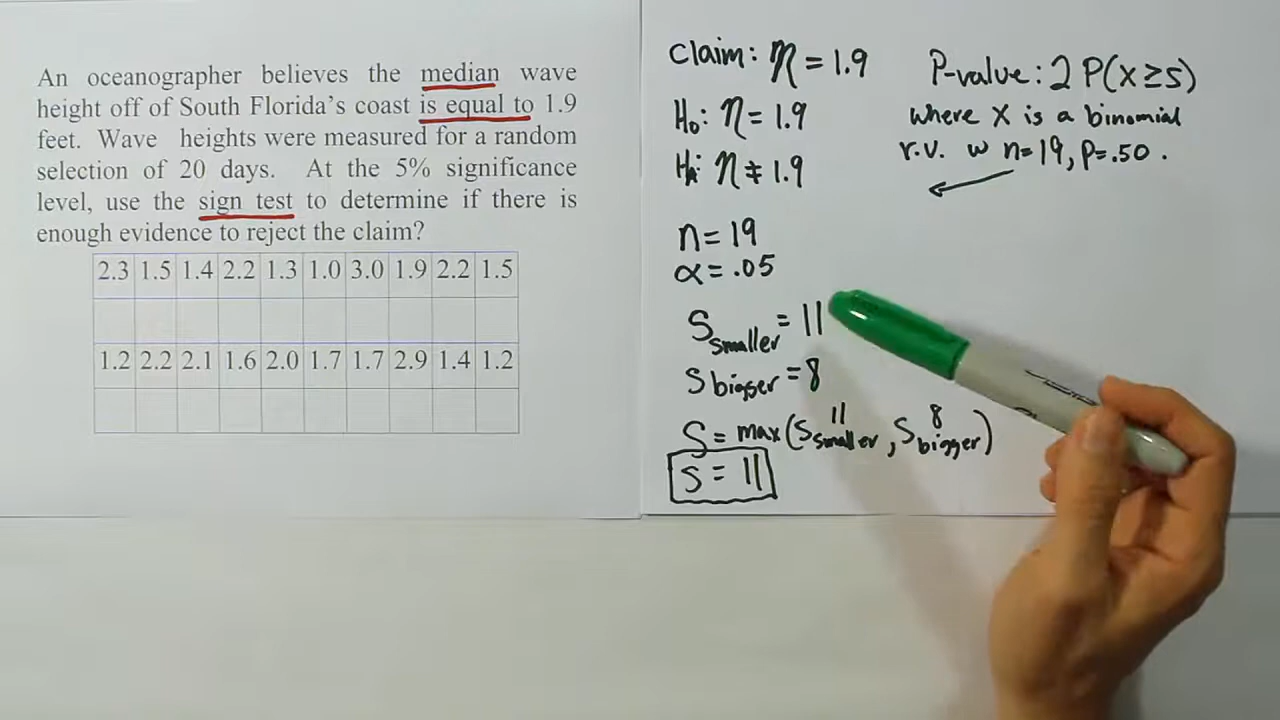 An oceanographer believes the median wave
height off of South Florida's coast is equal to 1.9
feet. Wave heights were measured for a random
selection of 20 days. At the 5% significance
level, use the sign test to determine if there is
enough evidence to reject the claim?
2.3 1.5 1.4 2.2 1.3 1.0 3.0 1.9 2.2 1.5
1.2 2.2 2.1 1.6 2.0 1.7 1.7 2.9 1.4 1.2
Claim: η = 1.9
H₀: η = 1.9
Hₐ: η ≠ 1.9
n = 19
α = .05
S smaller = 11
S bigger = 8
11 8
S = max(S smaller, S bigger)
S = 11
P-value: 2 P(x ≥ s)
where X is a binomial
r.v. w n=19, p=.50.